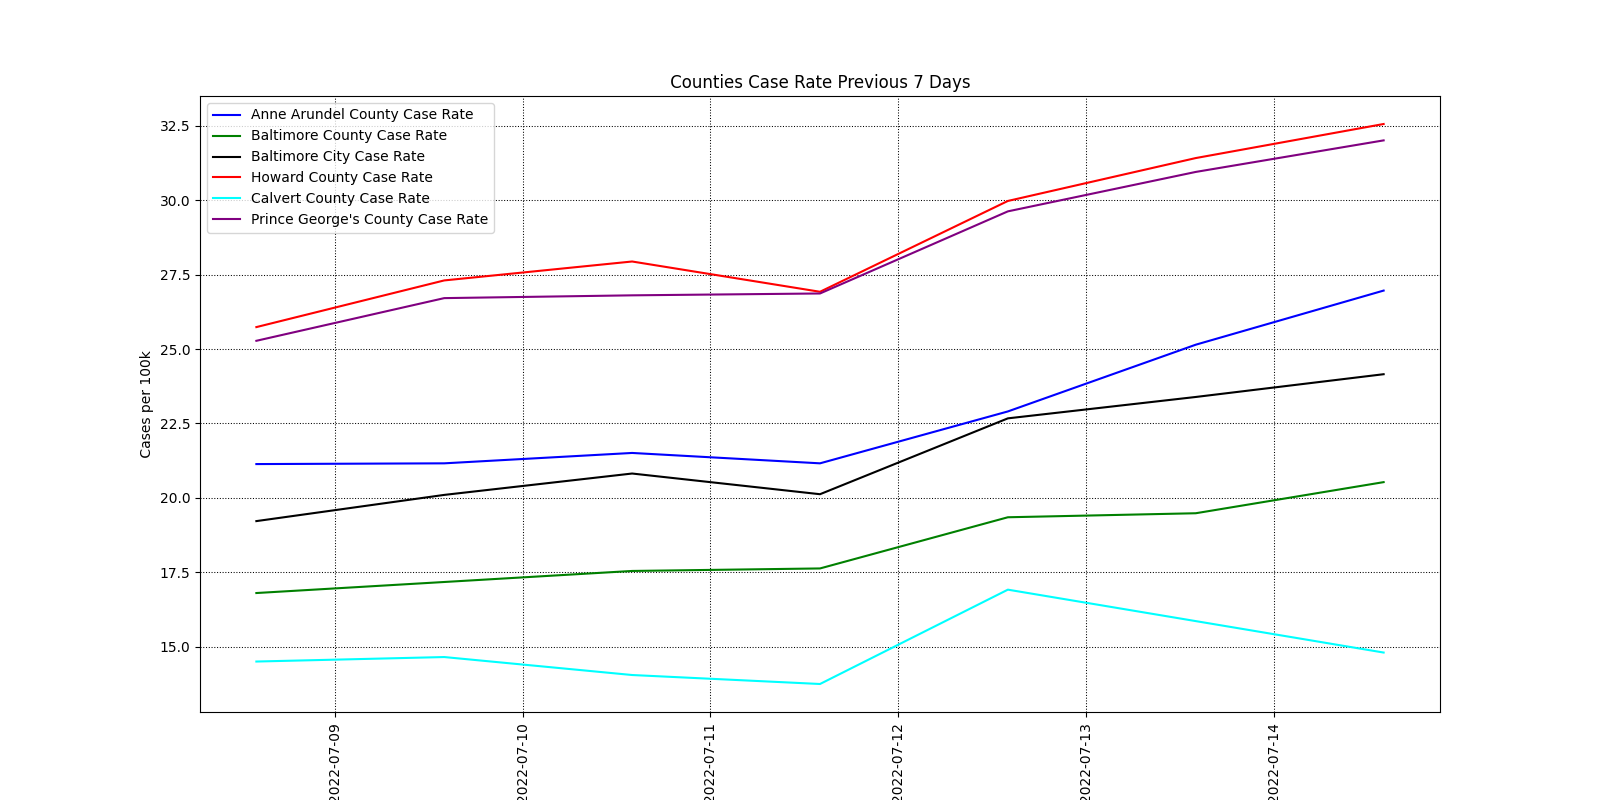 Counties Case Rate Previous 7 Days
Anne Arundel County Case Rate
Baltimore County Case Rate
Baltimore City Case Rate
Howard County Case Rate
Calvert County Case Rate
Prince George's County Case Rate
Cases per 100k
32.5
30.0
27.5
25.0
22.5
20.0
17.5
15.0
2022-07-09
2022-07-10
2022-07-11
2022-07-12
2022-07-13
2022-07-14